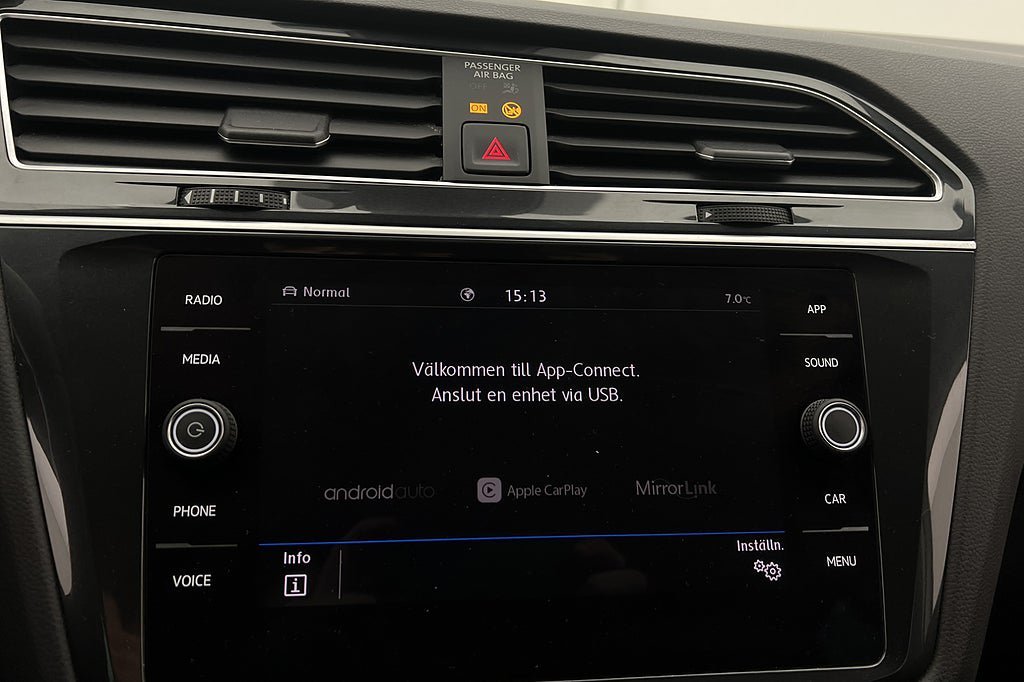 PASSENGER
AIR BAG
OFF
ON
RADIO
MEDIA
PHONE
VOICE
Normal
15:13
7.0°C
Välkommen till App-Connect.
Anslut en enhet via USB.
androidauto
Apple CarPlay
MirrorLink
Info
i
Inställn.
APP
SOUND
CAR
MENU